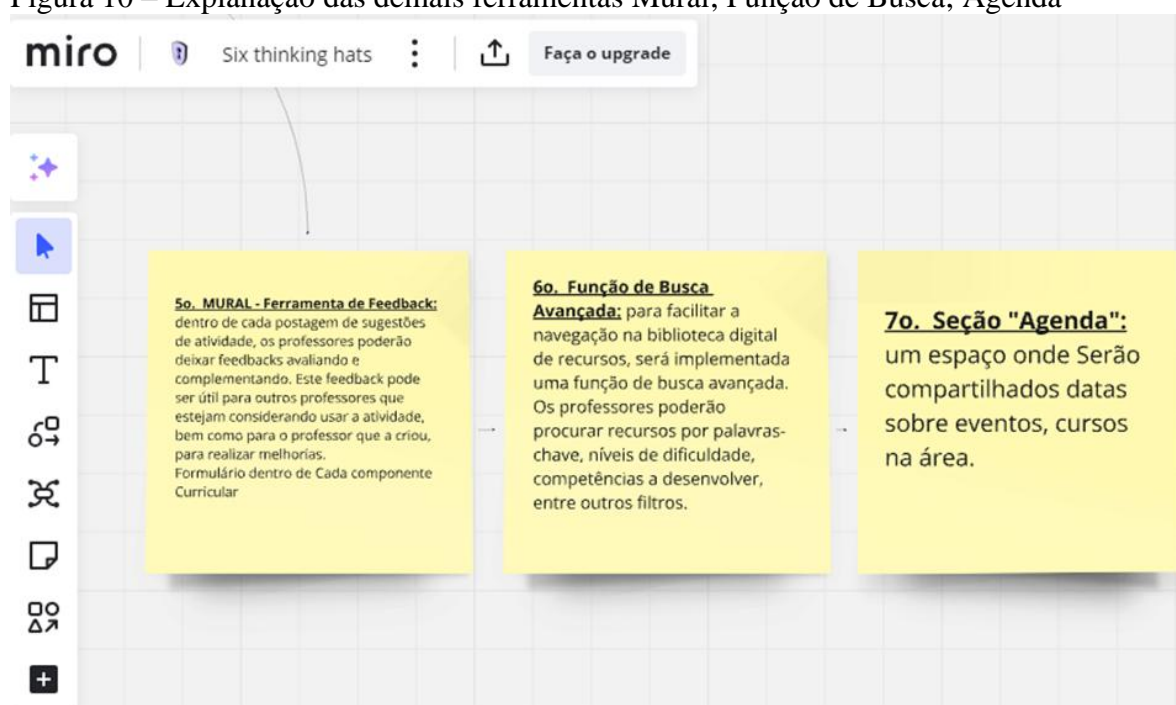 Figura 10 – Explanação das demais ferramentas Mural, Função de Busca, Agenda
miro
Six thinking hats
Faça o upgrade
5o. MURAL - Ferramenta de Feedback:
dentro de cada postagem de sugestões
de atividade, os professores poderão
deixar feedbacks avaliando e
complementando. Este feedback pode
ser útil para outros professores que
estejam considerando usar a atividade,
bem como para o professor que a criou,
para realizar melhorias.
Formulário dentro de Cada componente
Curricular
6o. Função de Busca
Avançada: para facilitar a
navegação na biblioteca digital
de recursos, será implementada
uma função de busca avançada.
Os professores poderão
procurar recursos por palavras-
chave, níveis de dificuldade,
competências a desenvolver,
entre outros filtros.
7o. Seção "Agenda":
um espaço onde Serão
compartilhados datas
sobre eventos, cursos
na área.